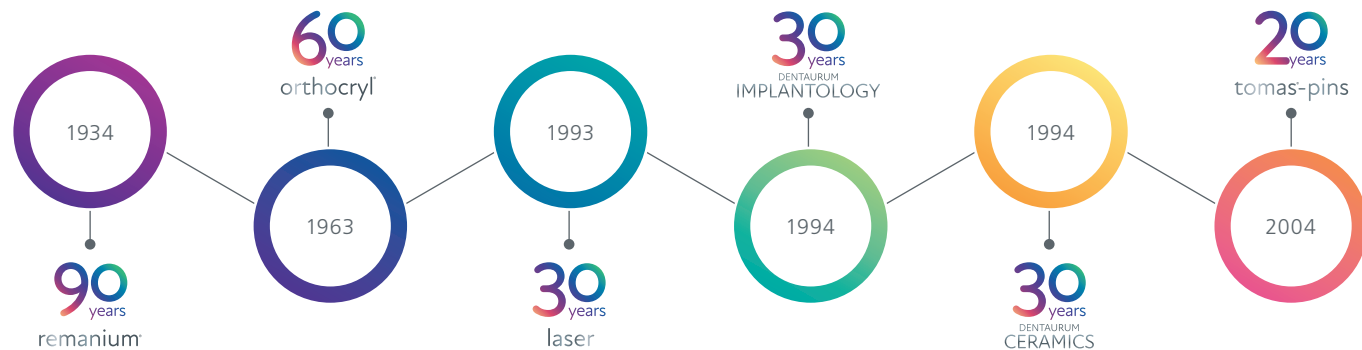 1934
90
years
remanium®
60
years
orthocryl®
1963
1993
30
years
laser
30
years
DENTAURUM
IMPLANTOLOGY
1994
1994
30
years
DENTAURUM
CERAMICS
20
years
tomas®-pins
2004